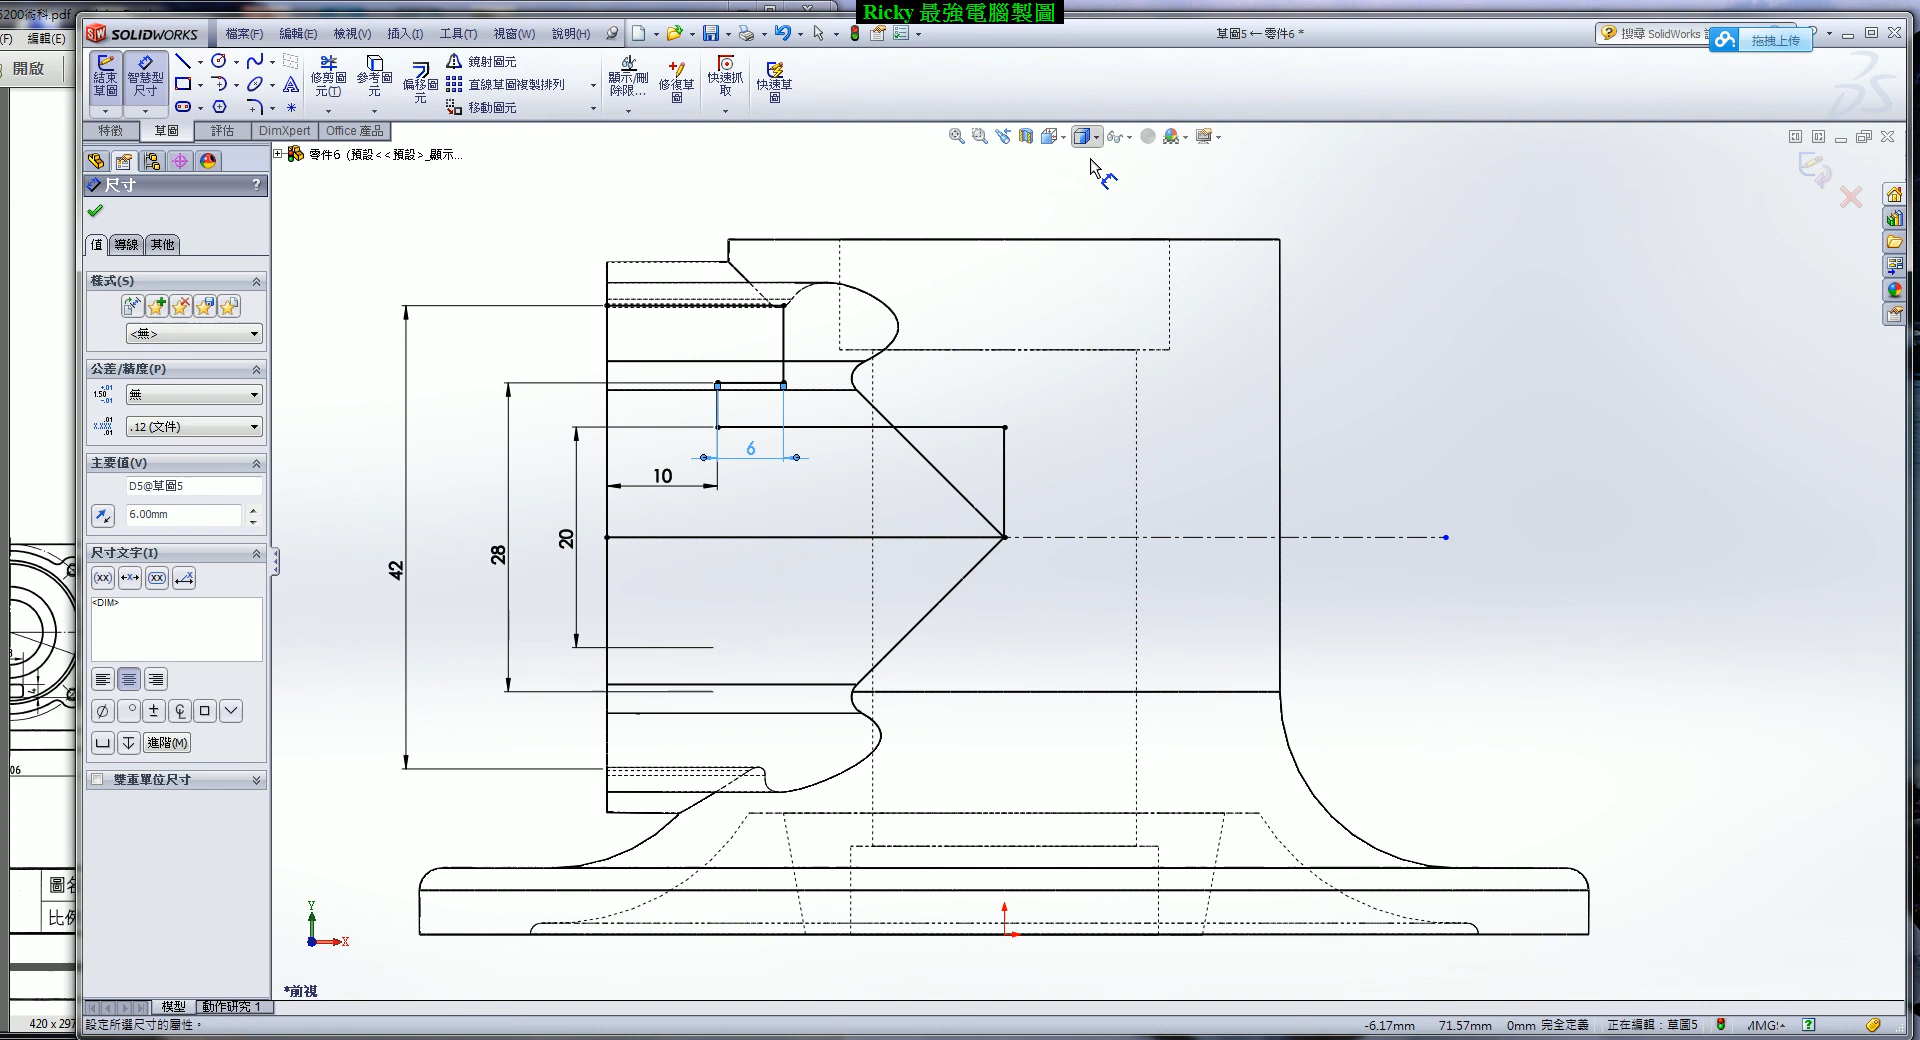 Ricky 最強電腦製圖
5200術科.pdf
(F) 編輯(E)
開啟
SOLIDWORKS
檔案(F) 編輯(E) 檢視(V) 插入(I) 工具(T) 視窗(W) 說明(H)
草圖5 ← 零件6 *
搜尋 SolidWorks
拖拽上传
結束草圖
智慧型尺寸
修剪圖元(T)
參考圖元
偏移圖元
鏡射圖元
直線草圖複製排列
移動圖元
顯示/刪除限...
修復草圖
快速抓取
快速草圖
特徵 草圖 評估 DimXpert Office 產品
零件6 (預設<<預設>_顯示...
尺寸 ?
值 導線 其他
樣式(S)
<無>
公差/精度(P)
無
.12 (文件)
主要值(V)
D5@草圖5
6.00mm
尺寸文字(I)
<DIM>
進階(M)
雙重單位尺寸
42
28
20
10
6
Y
X
*前視
06
圖名
比例
420 x 297
模型 動作研究 1
設定所選尺寸的屬性。
-6.17mm 71.57mm 0mm 完全定義 正在編輯：草圖5